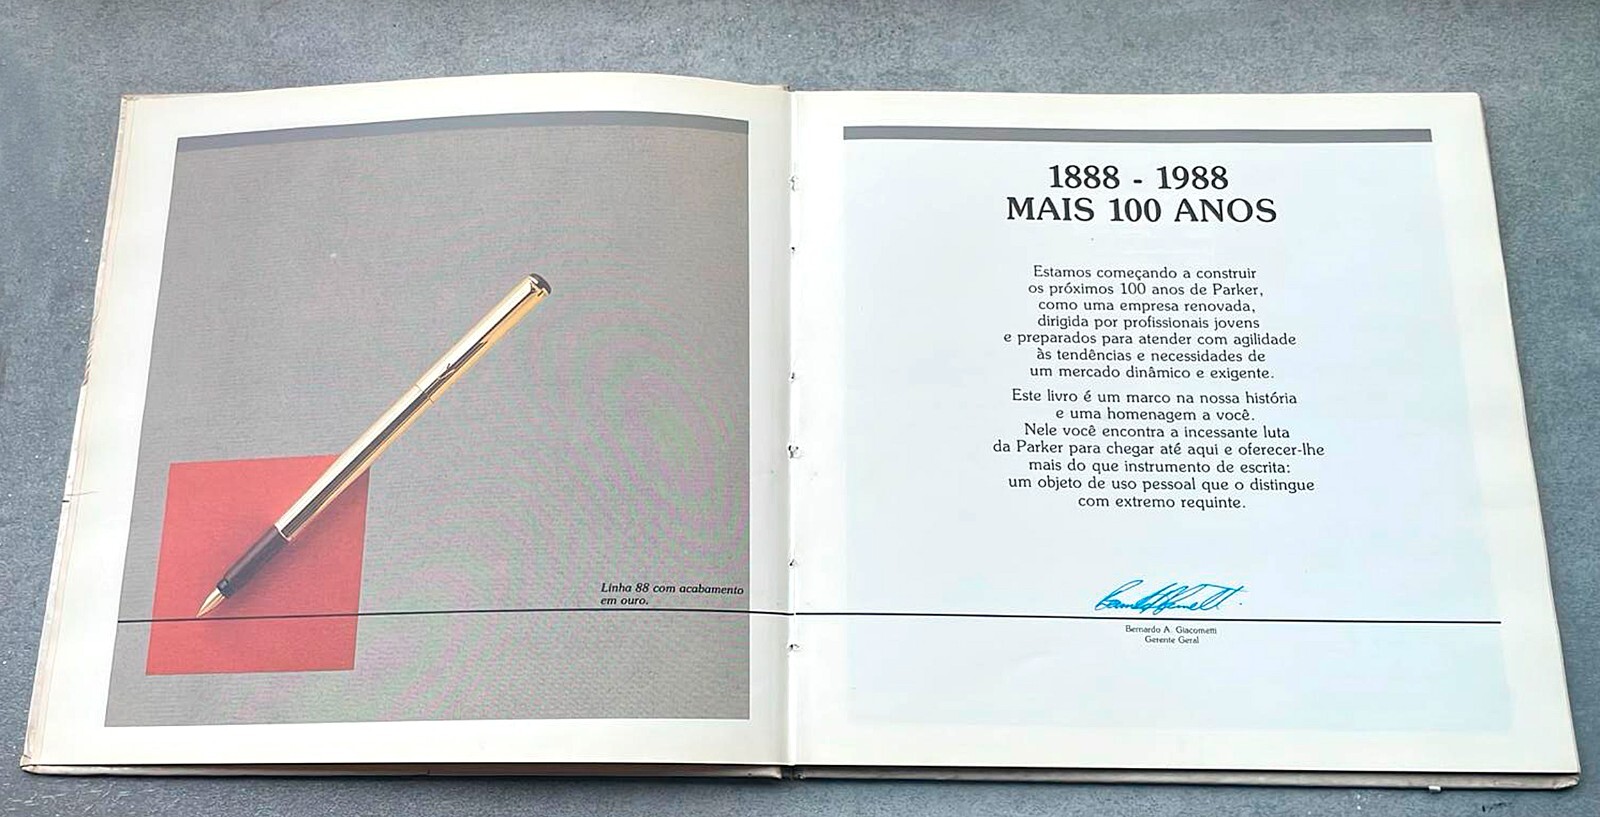 Linha 88 com acabamento
em ouro.
1888 - 1988
MAIS 100 ANOS
Estamos começando a construir
os próximos 100 anos de Parker,
como uma empresa renovada,
dirigida por profissionais jovens
e preparados para atender com agilidade
às tendências e necessidades de
um mercado dinâmico e exigente.
Este livro é um marco na nossa história
e uma homenagem a você.
Nele você encontra a incessante luta
da Parker para chegar até aqui e oferecer-lhe
mais do que instrumento de escrita:
um objeto de uso pessoal que o distingue
com extremo requinte.
Bernardo A. Giacometti
Gerente Geral